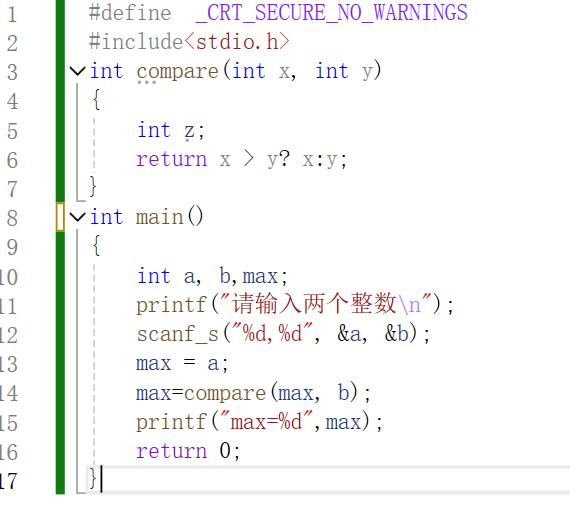 1 #define _CRT_SECURE_NO_WARNINGS
2 #include<stdio.h>
3 int compare(int x, int y)
4 {
5 int z;
6 return x > y? x:y;
7 }
8 int main()
9 {
10 int a, b,max;
11 printf("请输入两个整数\n");
12 scanf_s("%d,%d", &a, &b);
13 max = a;
14 max=compare(max, b);
15 printf("max=%d",max);
16 return 0;
17 }